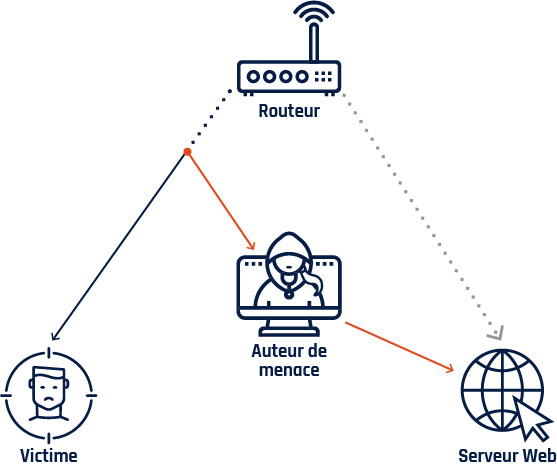 Routeur
Auteur de
menace
Victime
Serveur Web